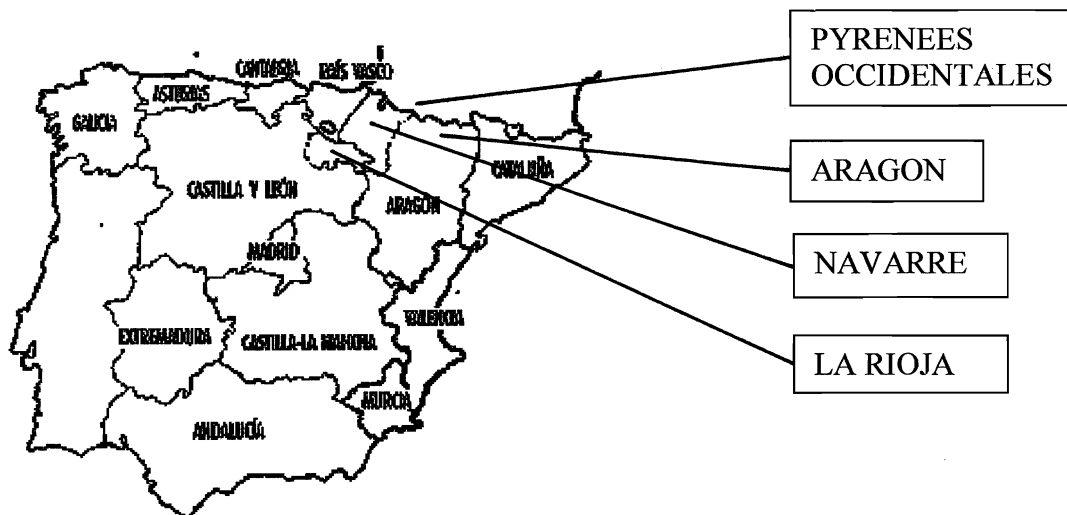 PYRENEES
OCCIDENTALES
CANTABRIA PAÍS VASCO
ASTURIAS
GALICIA
ARAGON
CATALUÑA
CASTILLA Y LEÓN
ARAGÓN
MADRID
NAVARRE
VALENCIA
EXTREMADURA
CASTILLA-LA MANCHA
LA RIOJA
MURCIA
ANDALUCÍA